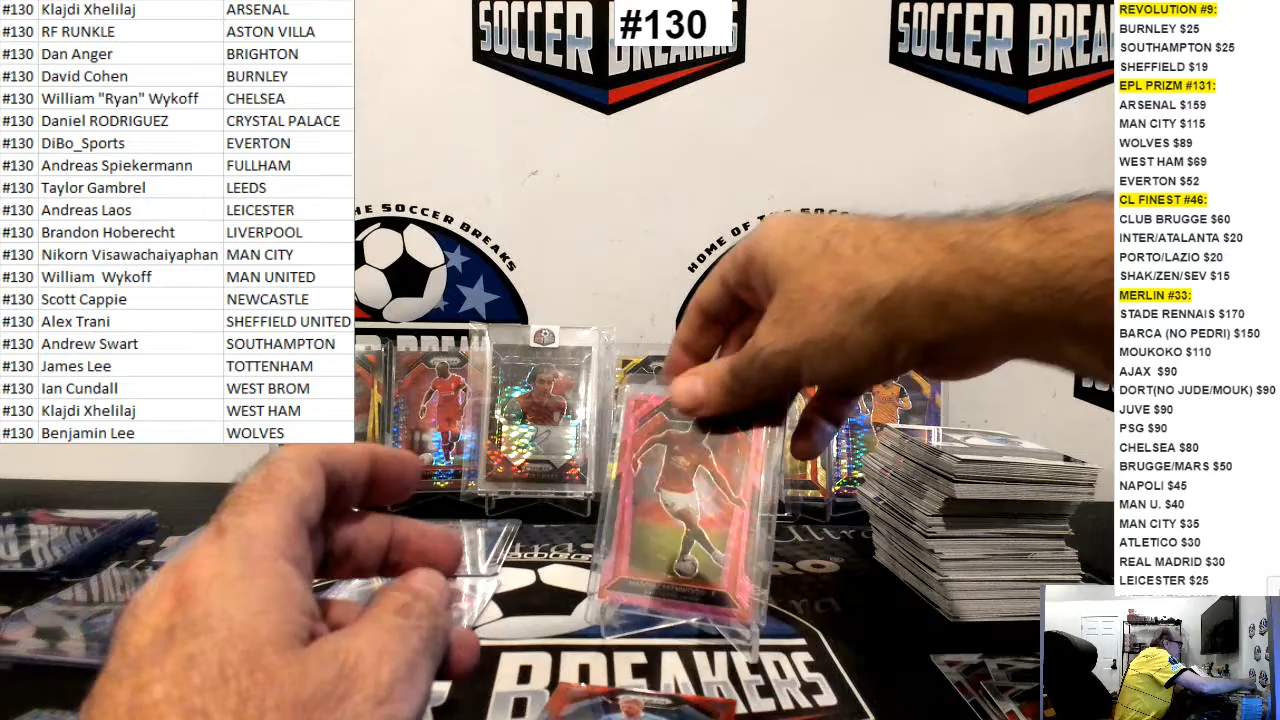 #130 Klajdi Xhelilaj ARSENAL
#130 RF RUNKLE ASTON VILLA
#130 Dan Anger BRIGHTON
#130 David Cohen BURNLEY
#130 William "Ryan" Wykoff CHELSEA
#130 Daniel RODRIGUEZ CRYSTAL PALACE
#130 DiBo_Sports EVERTON
#130 Andreas Spiekermann FULLHAM
#130 Taylor Gambrel LEEDS
#130 Andreas Laos LEICESTER
#130 Brandon Hoberecht LIVERPOOL
#130 Nikorn Visawachaiyaphan MAN CITY
#130 William Wykoff MAN UNITED
#130 Scott Cappie NEWCASTLE
#130 Alex Trani SHEFFIELD UNITED
#130 Andrew Swart SOUTHAMPTON
#130 James Lee TOTTENHAM
#130 Ian Cundall WEST BROM
#130 Klajdi Xhelilaj WEST HAM
#130 Benjamin Lee WOLVES
#130
SOCCER
BREAKERS
SOCCER
HE SOCCER BREAKS
HOME OF THE SOCC
BREAKERS
REVOLUTION #9:
BURNLEY $25
SOUTHAMPTON $25
SHEFFIELD $19
EPL PRIZM #131:
ARSENAL $159
MAN CITY $115
WOLVES $89
WEST HAM $69
EVERTON $52
CL FINEST #46:
CLUB BRUGGE $60
INTER/ATALANTA $20
PORTO/LAZIO $20
SHAK/ZEN/SEV $15
MERLIN #33:
STADE RENNAIS $170
BARCA (NO PEDRI) $150
MOUKOKO $110
AJAX $90
DORT(NO JUDE/MOUK) $90
JUVE $90
PSG $90
CHELSEA $80
BRUGGE/MARS $50
NAPOLI $45
MAN U. $40
MAN CITY $35
ATLETICO $30
REAL MADRID $30
LEICESTER $25